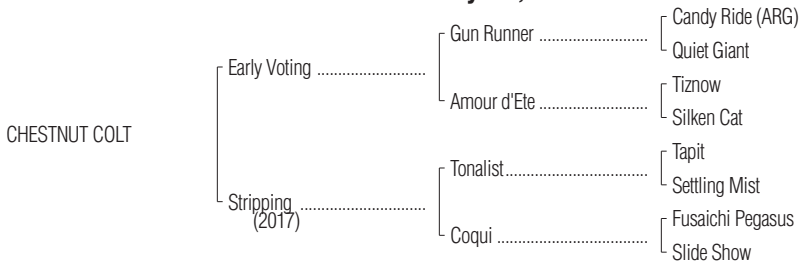 Candy Ride (ARG)
Gun Runner ............................
Quiet Giant
Early Voting ............................
Tiznow
Amour d'Ete ............................
Silken Cat
CHESTNUT COLT
Tapit
Tonalist....................................
Settling Mist
Stripping ................................
(2017)
Fusaichi Pegasus
Coqui ......................................
Slide Show